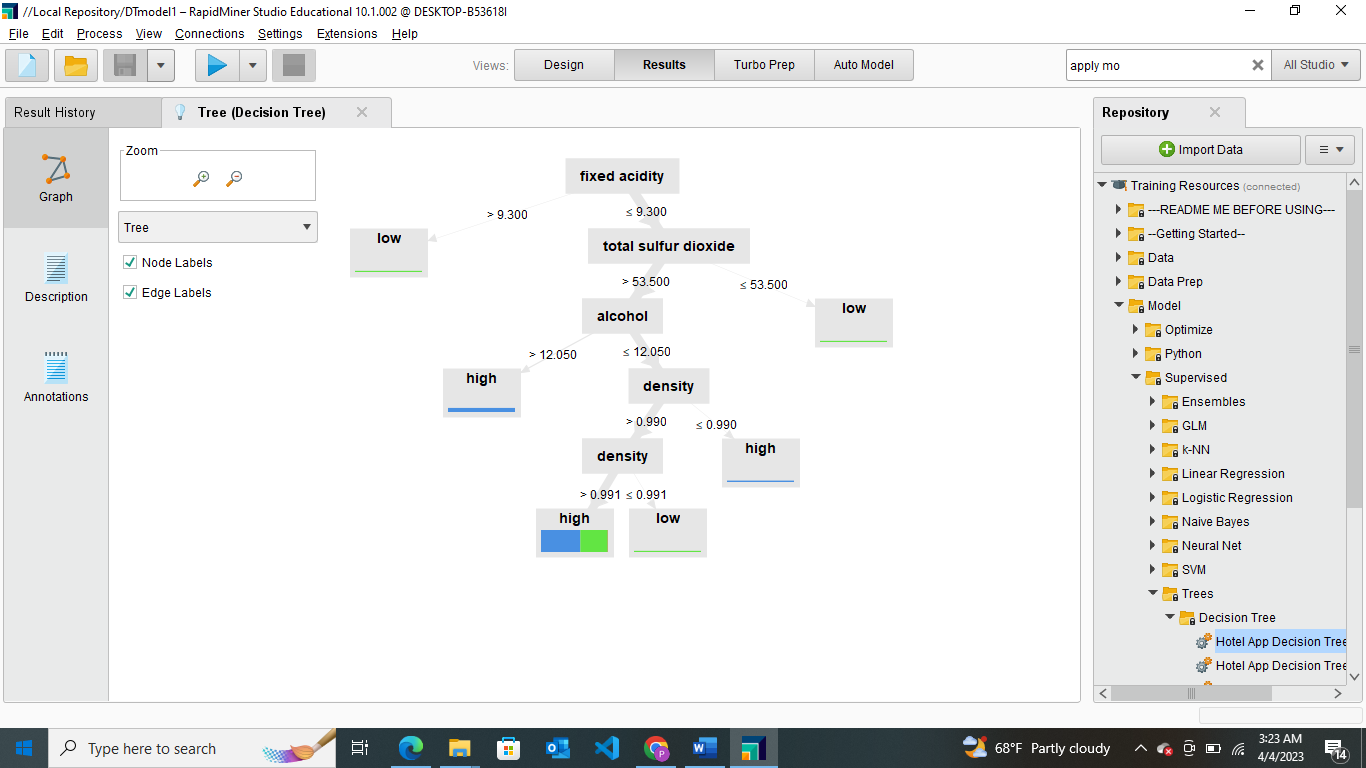 //Local Repository/DTmodel1 – RapidMiner Studio Educational 10.1.002 @ DESKTOP-B53618I
File Edit Process View Connections Settings Extensions Help
Views: Design Results Turbo Prep Auto Model
apply mo
All Studio
Result History
Tree (Decision Tree)
Graph
Description
Annotations
Zoom
Tree
Node Labels
Edge Labels
fixed acidity
> 9.300
≤ 9.300
low
total sulfur dioxide
> 53.500
≤ 53.500
alcohol
low
> 12.050
≤ 12.050
high
density
> 0.990
≤ 0.990
density
high
> 0.991
≤ 0.991
high
low
Repository
Import Data
Training Resources (connected)
---README ME BEFORE USING---
--Getting Started--
Data
Data Prep
Model
Optimize
Python
Supervised
Ensembles
GLM
k-NN
Linear Regression
Logistic Regression
Naive Bayes
Neural Net
SVM
Trees
Decision Tree
Hotel App Decision Tree
Hotel App Decision Tree
Type here to search
68°F Partly cloudy
3:23 AM
4/4/2023
14